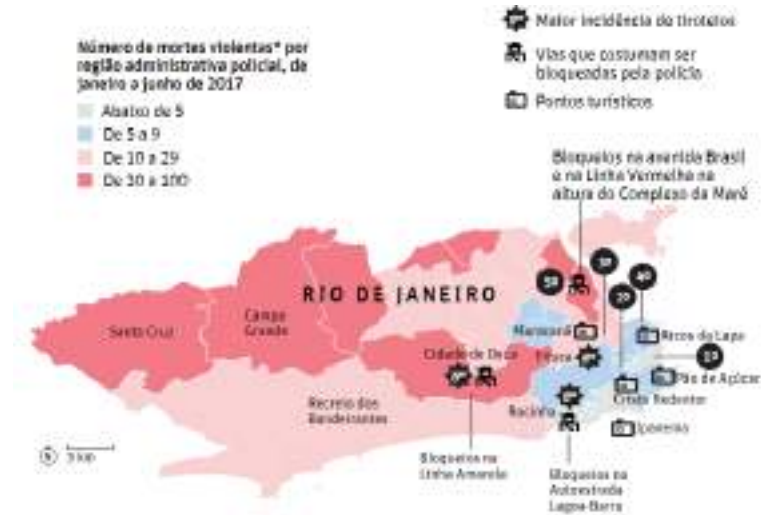 Número de mortes violentas* por
região administrativa policial, de
janeiro a junho de 2017
Abaixo de 5
De 5 a 9
De 10 a 29
De 30 a 100
Maior incidência de tiroteios
Vias que costumam ser
bloqueadas pela polícia
Pontos turísticos
Bloqueios na avenida Brasil
e na Linha Vermelha na
altura do Complexo da Maré
RIO DE JANEIRO
Santa Cruz
Campo
Grande
Cidade de Deus
Maracanã
Tijuca
Arcos da Lapa
Pão de Açúcar
Cristo Redentor
Ipanema
Rocinha
Recreio dos
Bandeirantes
Bloqueios na
Linha Amarela
Bloqueios na
Autoestrada
Lagoa-Barra